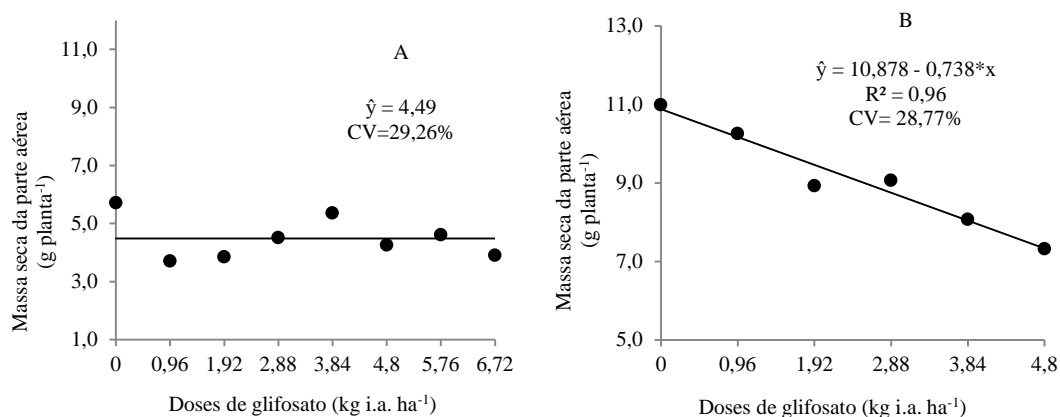 A
ŷ = 4,49
CV=29,26%
Massa seca da parte aérea
(g planta⁻¹)
11,0
9,0
7,0
5,0
3,0
1,0
0 0,96 1,92 2,88 3,84 4,8 5,76 6,72
Doses de glifosato (kg i.a. ha⁻¹)
B
ŷ = 10,878 - 0,738*x
R² = 0,96
CV= 28,77%
Massa seca da parte aérea
(g planta⁻¹)
13,0
11,0
9,0
7,0
5,0
0 0,96 1,92 2,88 3,84 4,8
Doses de glifosato (kg i.a. ha⁻¹)